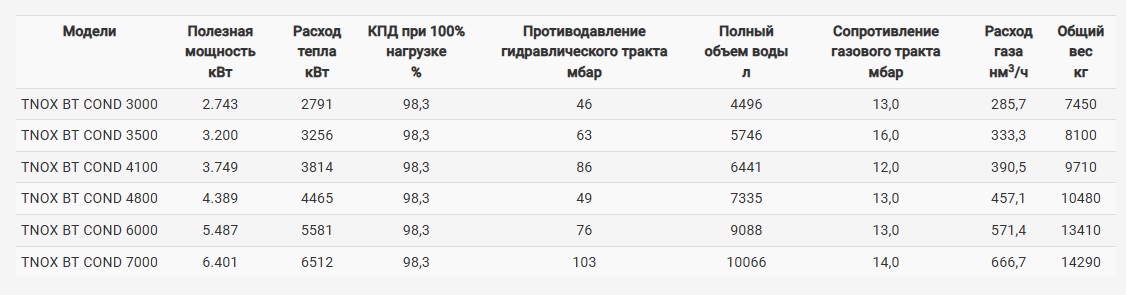 Модели Полезная мощность кВт Расход тепла кВт КПД при 100% нагрузке % Противодавление гидравлического тракта мбар Полный объем воды л Сопротивление газового тракта мбар Расход газа нм³/ч Общий вес кг
TNOX BT COND 3000 2.743 2791 98,3 46 4496 13,0 285,7 7450
TNOX BT COND 3500 3.200 3256 98,3 63 5746 16,0 333,3 8100
TNOX BT COND 4100 3.749 3814 98,3 86 6441 12,0 390,5 9710
TNOX BT COND 4800 4.389 4465 98,3 49 7335 13,0 457,1 10480
TNOX BT COND 6000 5.487 5581 98,3 76 9088 13,0 571,4 13410
TNOX BT COND 7000 6.401 6512 98,3 103 10066 14,0 666,7 14290